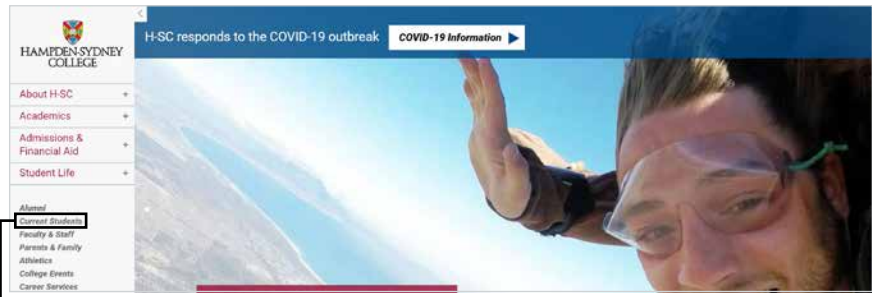 H-SC responds to the COVID-19 outbreak
COVID-19 Information
HAMPDEN-SYDNEY
COLLEGE
About H-SC +
Academics +
Admissions &
Financial Aid +
Student Life +
Alumni
Current Students
Faculty & Staff
Parents & Family
Athletics
College Events
Career Services